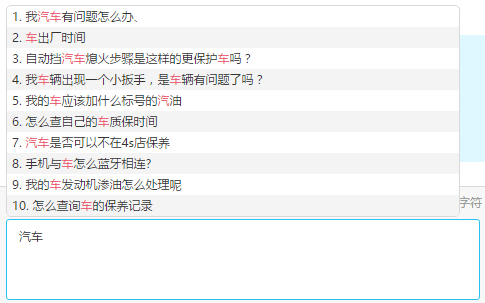 1. 我汽车有问题怎么办、
2. 车出厂时间
3. 自动挡汽车熄火步骤是这样的更保护车吗？
4. 我车辆出现一个小扳手，是车辆有问题了吗？
5. 我的车应该加什么标号的汽油
6. 怎么查自己的车质保时间
7. 汽车是否可以不在4s店保养
8. 手机与车怎么蓝牙相连?
9. 我的车发动机渗油怎么处理呢
10. 怎么查询车的保养记录
字符
汽车